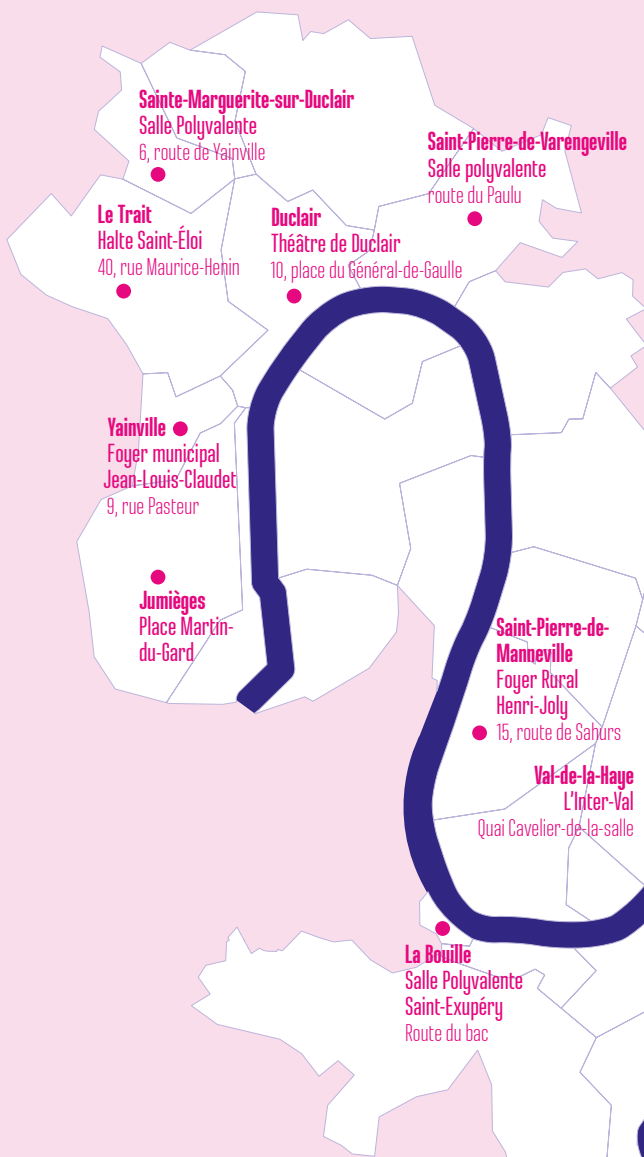 Sainte-Marguerite-sur-Duclair
Salle Polyvalente
6, route de Yainville
Saint-Pierre-de-Varengeville
Salle polyvalente
route du Paulu
Le Trait
Halte Saint-Éloi
40, rue Maurice-Henin
Duclair
Théâtre de Duclair
10, place du Général-de-Gaulle
Yainville
Foyer municipal
Jean-Louis-Claudet
9, rue Pasteur
Jumièges
Place Martin-
du-Gard
Saint-Pierre-de-
Manneville
Foyer Rural
Henri-Joly
15, route de Sahurs
Val-de-la-Haye
L'Inter-Val
Quai Cavelier-de-la-salle
La Bouille
Salle Polyvalente
Saint-Exupéry
Route du bac